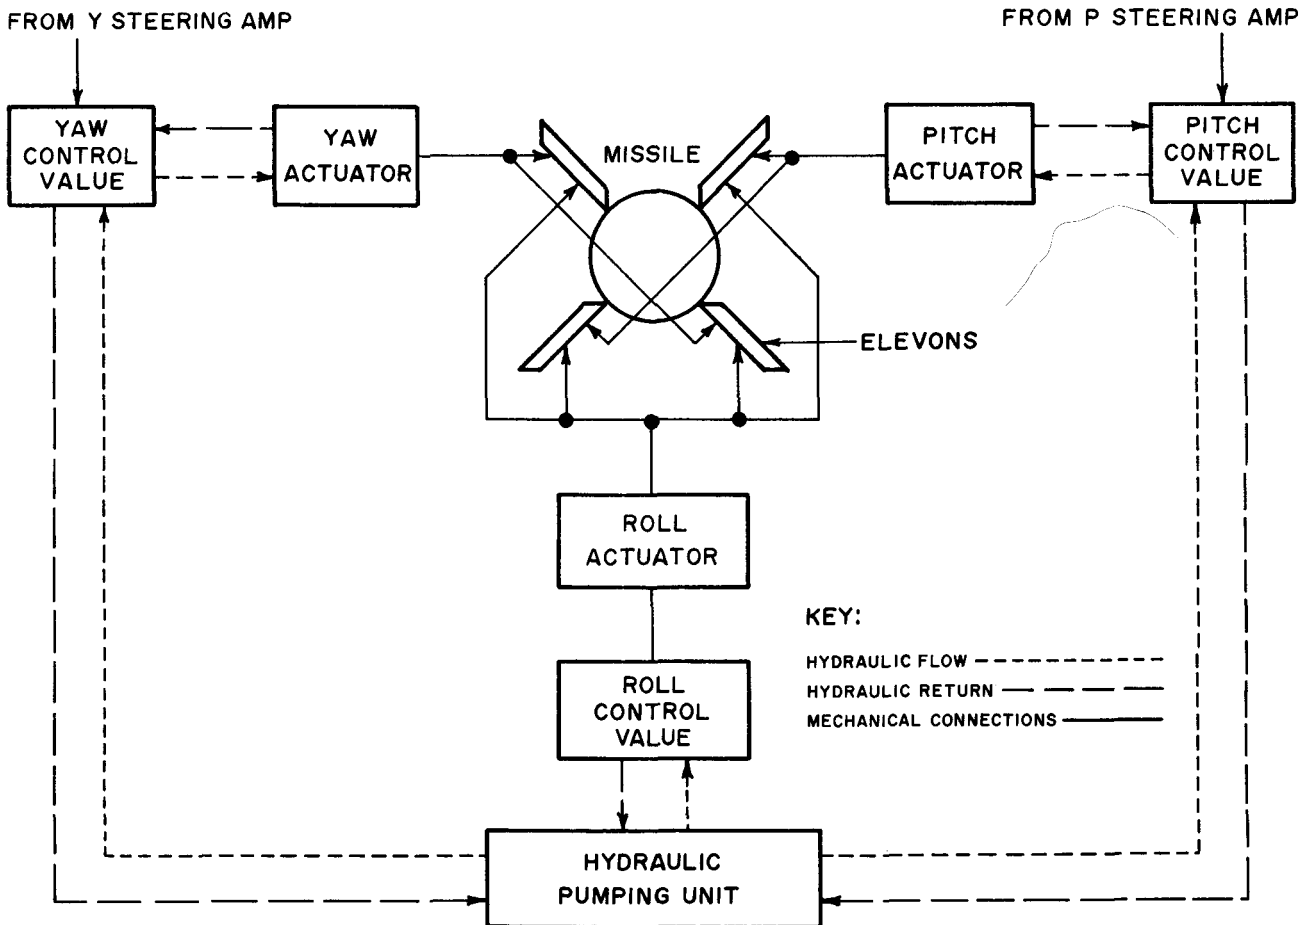 FROM Y STEERING AMP
FROM P STEERING AMP
YAW
CONTROL
VALUE
YAW
ACTUATOR
MISSILE
PITCH
ACTUATOR
PITCH
CONTROL
VALUE
ELEVONS
ROLL
ACTUATOR
KEY:
HYDRAULIC FLOW
HYDRAULIC RETURN
MECHANICAL CONNECTIONS
ROLL
CONTROL
VALUE
HYDRAULIC
PUMPING UNIT